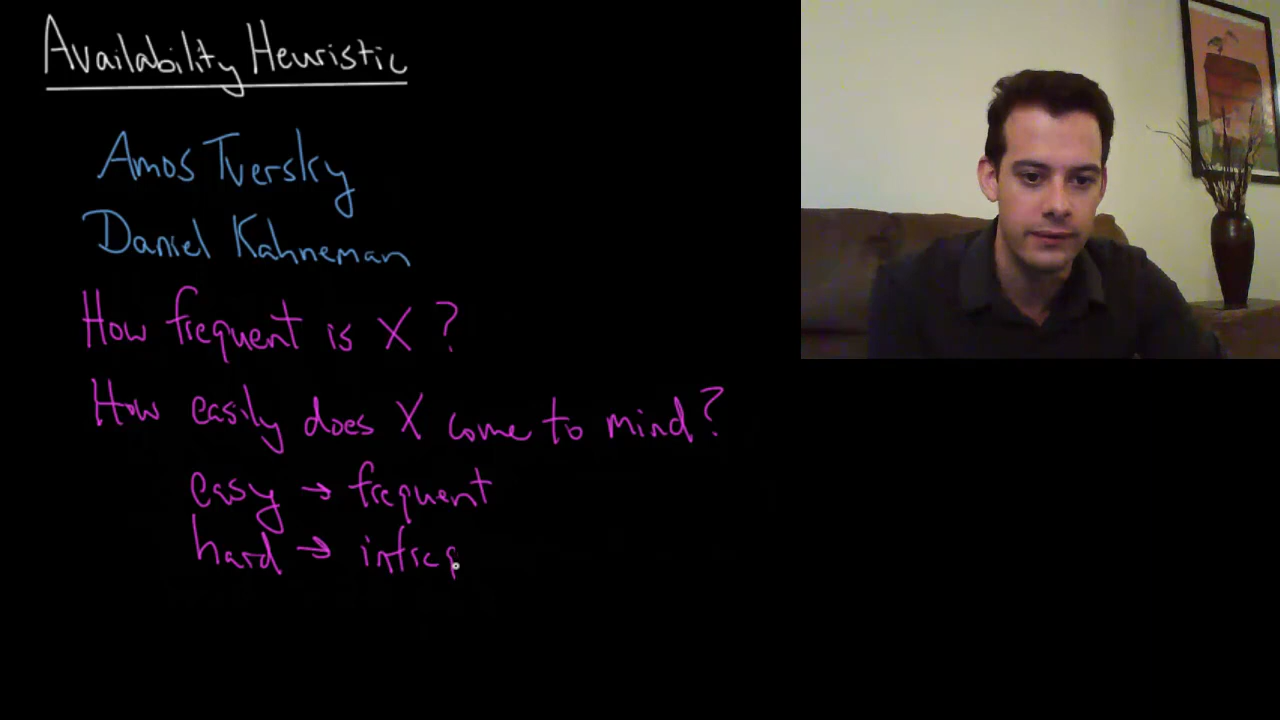 Availability Heuristic
Amos Tversky
Daniel Kahneman
How frequent is X?
How easily does X come to mind?
easy → frequent
hard → infreq